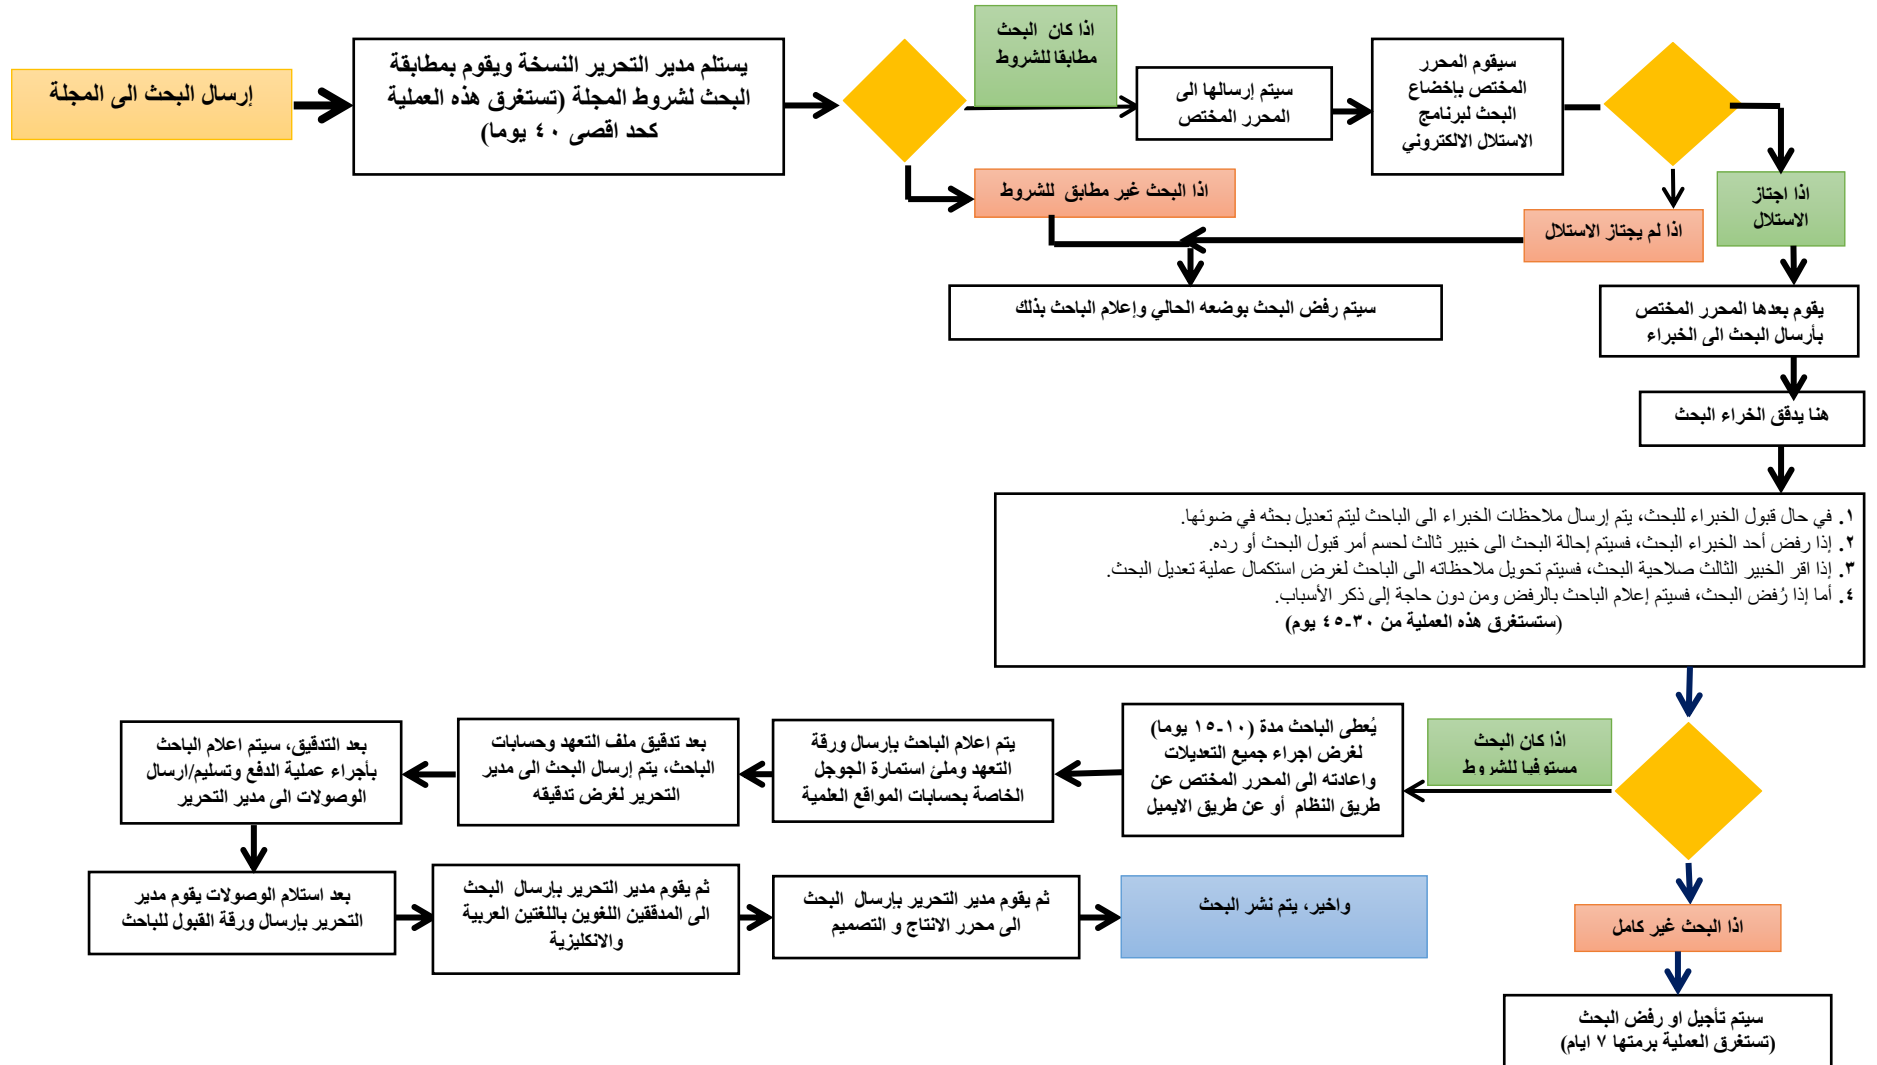 إرسال البحث الى المجلة
يستلم مدير التحرير النسخة ويقوم بمطابقة
البحث لشروط المجلة (تستغرق هذه العملية
كحد اقصى ٤٠ يوما)
اذا كان البحث
مطابقا للشروط
سيتم إرسالها الى
المحرر المختص
سيقوم المحرر
المختص بإخضاع
البحث لبرنامج
الاستلال الالكتروني
اذا اجتاز
الاستلال
اذا البحث غير مطابق للشروط
اذا لم يجتاز الاستلال
سيتم رفض البحث بوضعه الحالي وإعلام الباحث بذلك
يقوم بعدها المحرر المختص
بأرسال البحث الى الخبراء
هنا يدقق الخراء البحث
١. في حال قبول الخبراء للبحث، يتم إرسال ملاحظات الخبراء الى الباحث ليتم تعديل بحثه في ضوئها.
٢. إذا رفض أحد الخبراء البحث، فسيتم إحالة البحث الى خبير ثالث لحسم أمر قبول البحث أو رده.
٣. إذا اقر الخبير الثالث صلاحية البحث، فسيتم تحويل ملاحظاته الى الباحث لغرض استكمال عملية تعديل البحث.
٤. أما إذا رُفض البحث، فسيتم إعلام الباحث بالرفض ومن دون حاجة إلى ذكر الأسباب.
(ستستغرق هذه العملية من ٣٠-٤٥ يوم)
اذا كان البحث
مستوفيا للشروط
يُعطى الباحث مدة (١٠-١٥ يوما)
لغرض اجراء جميع التعديلات
واعادته الى المحرر المختص عن
طريق النظام أو عن طريق الايميل
يتم اعلام الباحث بإرسال ورقة
التعهد وملئ استمارة الجوجل
الخاصة بحسابات المواقع العلمية
بعد تدقيق ملف التعهد وحسابات
الباحث، يتم إرسال البحث الى مدير
التحرير لغرض تدقيقه
بعد التدقيق، سيتم اعلام الباحث
بأجراء عملية الدفع وتسليم/ارسال
الوصولات الى مدير التحرير
بعد استلام الوصولات يقوم مدير
التحرير بإرسال ورقة القبول للباحث
ثم يقوم مدير التحرير بإرسال البحث
الى المدققين اللغوين باللغتين العربية
والانكليزية
ثم يقوم مدير التحرير بإرسال البحث
الى محرر الانتاج و التصميم
واخير، يتم نشر البحث
اذا البحث غير كامل
سيتم تأجيل او رفض البحث
(تستغرق العملية برمتها ٧ ايام)